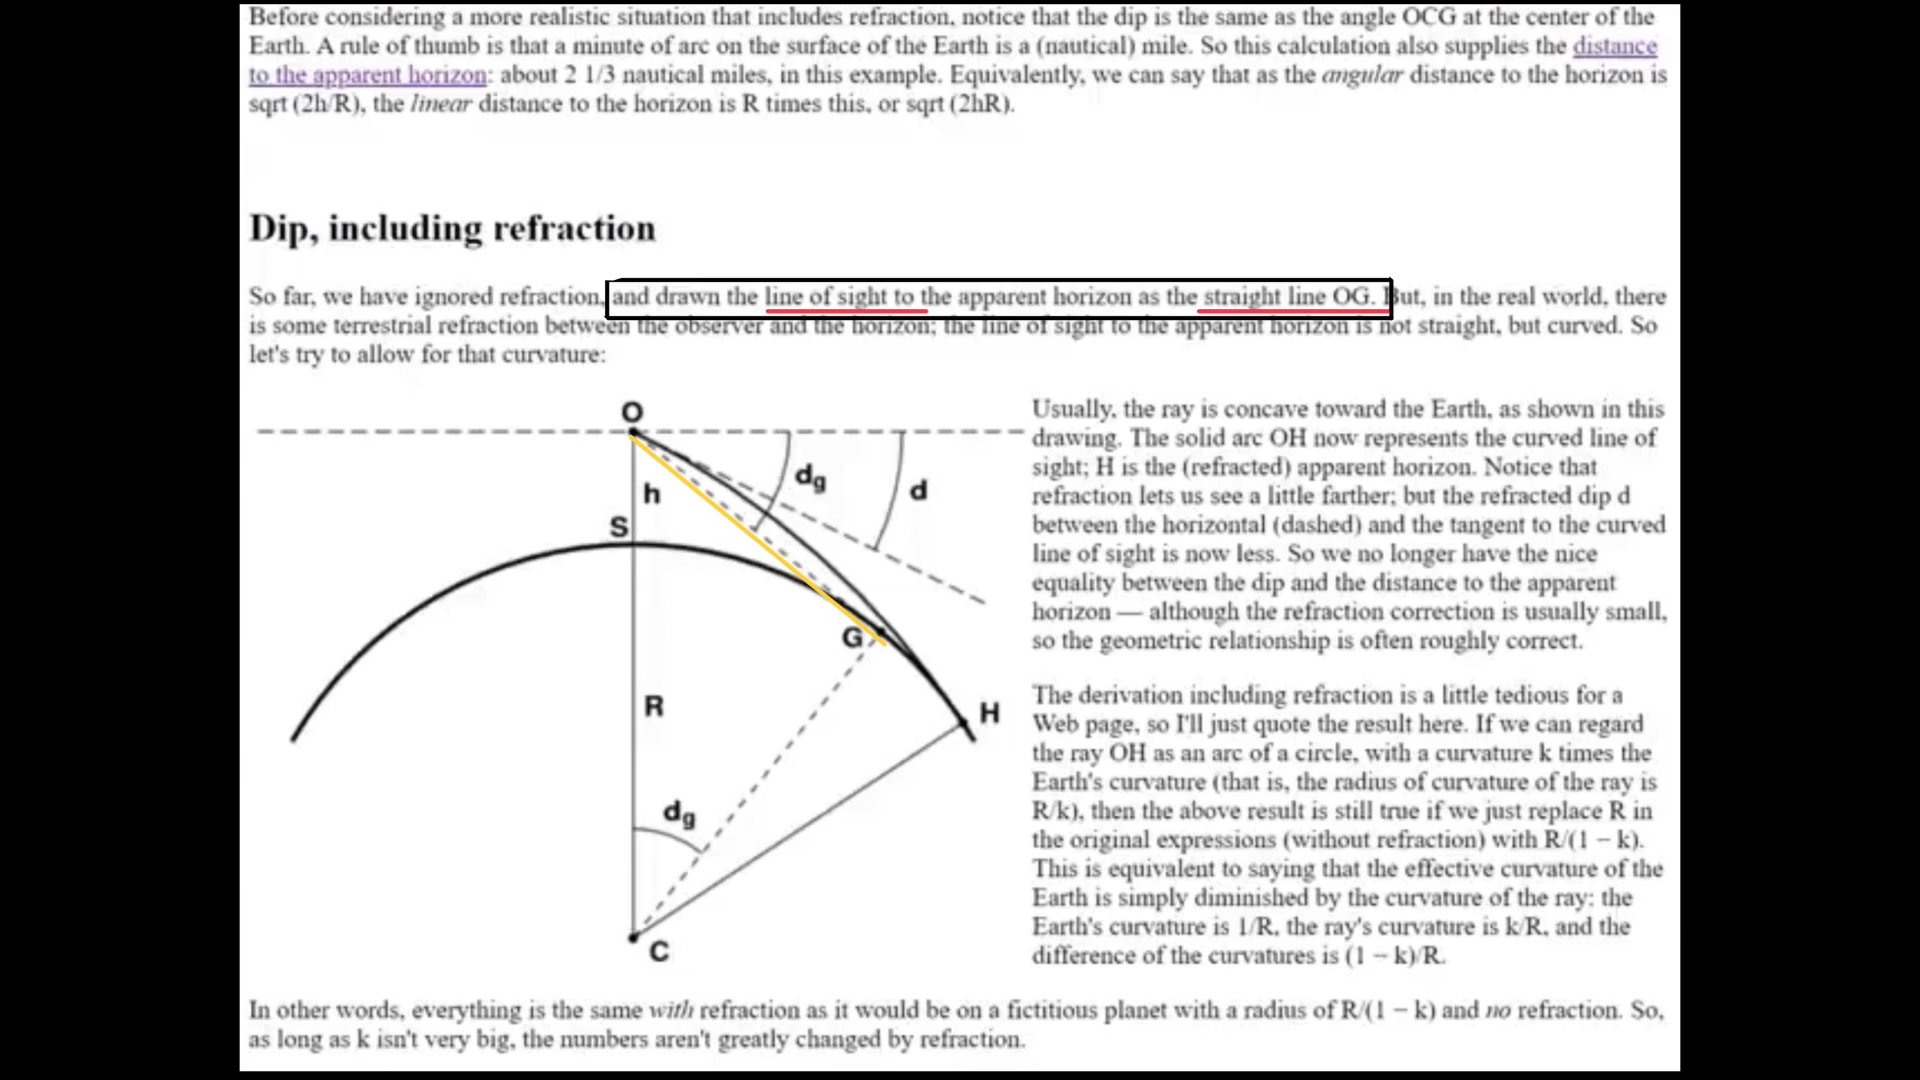 Before considering a more realistic situation that includes refraction, notice that the dip is the same as the angle OCG at the center of the
Earth. A rule of thumb is that a minute of arc on the surface of the Earth is a (nautical) mile. So this calculation also supplies the distance
to the apparent horizon: about 2 1/3 nautical miles, in this example. Equivalently, we can say that as the angular distance to the horizon is
sqrt (2h/R), the linear distance to the horizon is R times this, or sqrt (2hR).
Dip, including refraction
So far, we have ignored refraction, and drawn the line of sight to the apparent horizon as the straight line OG. But, in the real world, there
is some terrestrial refraction between the observer and the horizon; the line of sight to the apparent horizon is not straight, but curved. So
let's try to allow for that curvature:
O
dg
d
h
S
G
R
H
dg
C
Usually, the ray is concave toward the Earth, as shown in this
drawing. The solid arc OH now represents the curved line of
sight; H is the (refracted) apparent horizon. Notice that
refraction lets us see a little farther; but the refracted dip d
between the horizontal (dashed) and the tangent to the curved
line of sight is now less. So we no longer have the nice
equality between the dip and the distance to the apparent
horizon — although the refraction correction is usually small,
so the geometric relationship is often roughly correct.
The derivation including refraction is a little tedious for a
Web page, so I'll just quote the result here. If we can regard
the ray OH as an arc of a circle, with a curvature k times the
Earth's curvature (that is, the radius of curvature of the ray is
R/k), then the above result is still true if we just replace R in
the original expressions (without refraction) with R/(1 − k).
This is equivalent to saying that the effective curvature of the
Earth is simply diminished by the curvature of the ray: the
Earth's curvature is 1/R, the ray's curvature is k/R, and the
difference of the curvatures is (1 − k)/R.
In other words, everything is the same with refraction as it would be on a fictitious planet with a radius of R/(1 − k) and no refraction. So,
as long as k isn't very big, the numbers aren't greatly changed by refraction.